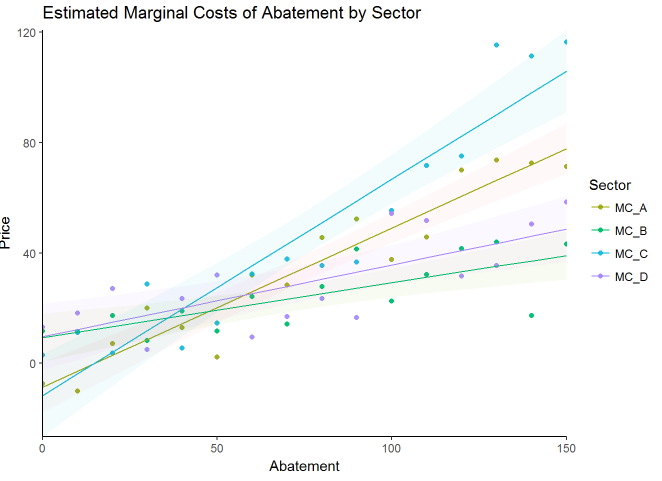 Estimated Marginal Costs of Abatement by Sector
120
80
40
0
Price
0 50 100 150
Abatement
Sector
MC_A
MC_B
MC_C
MC_D